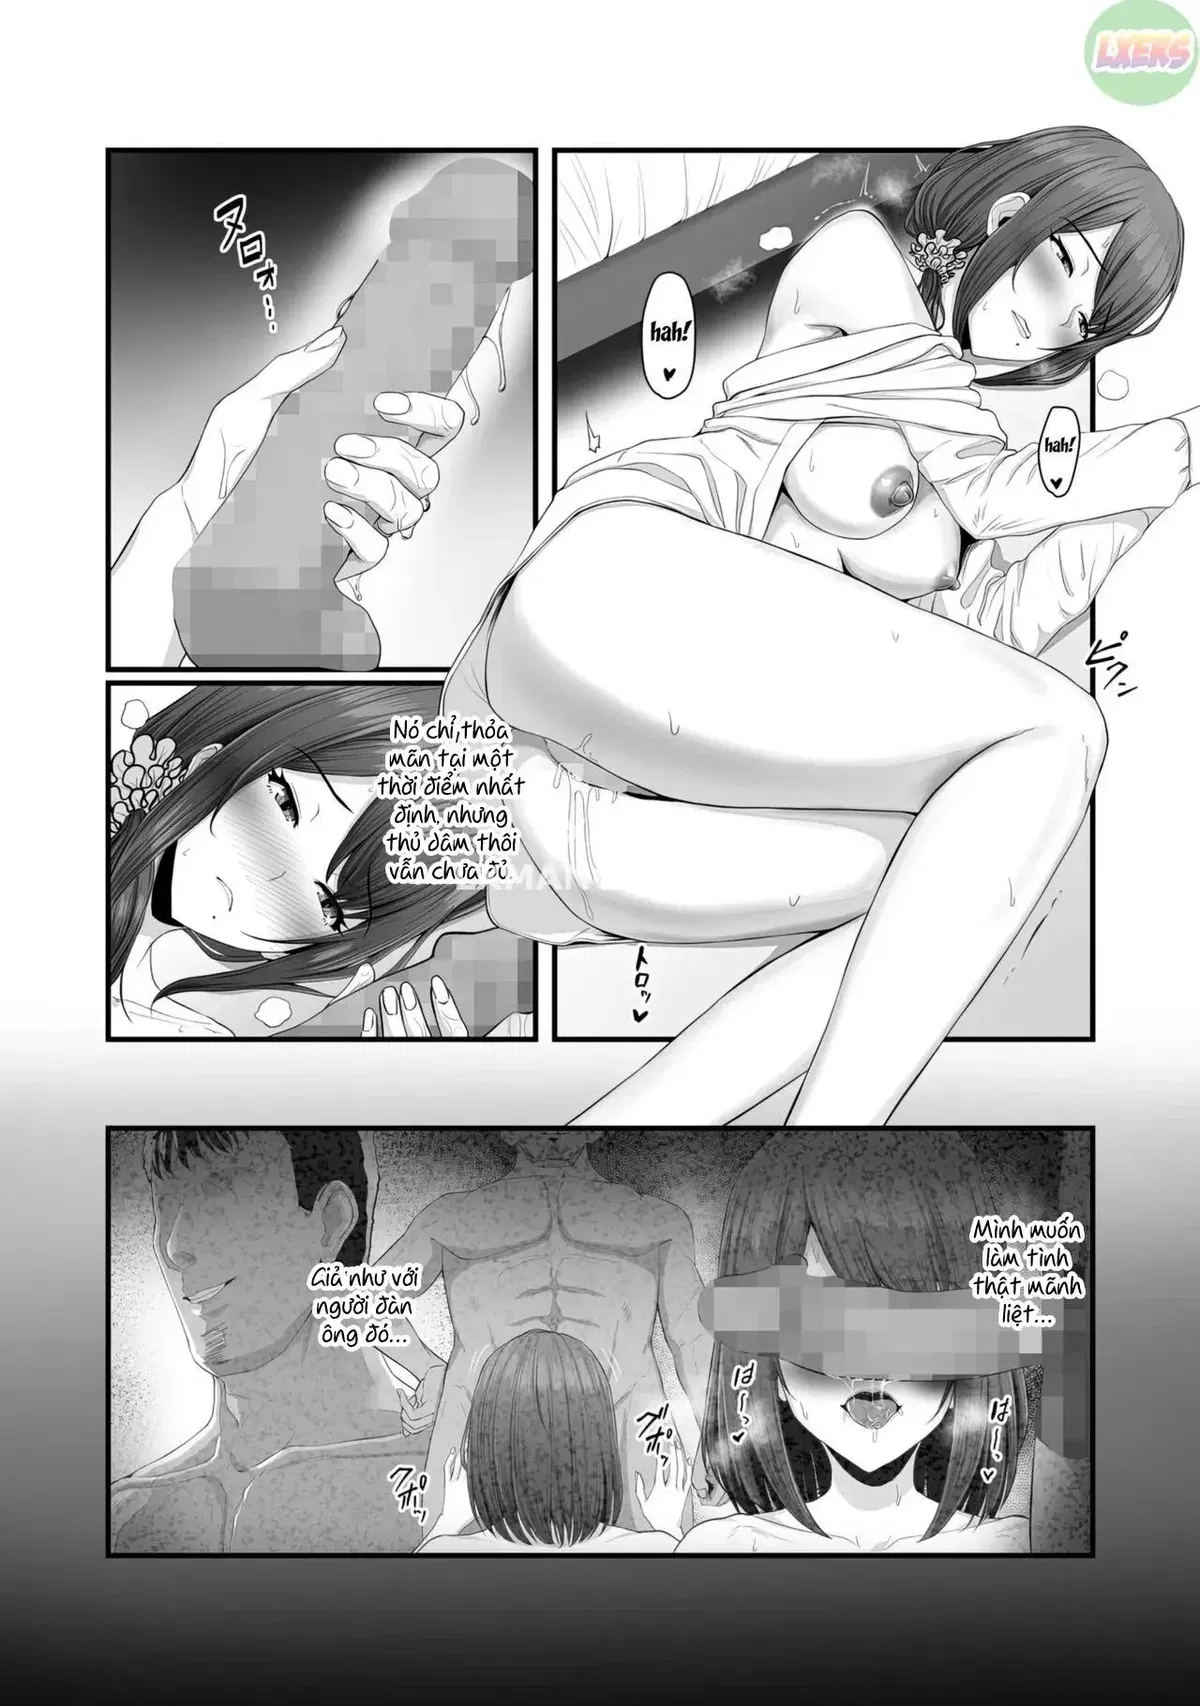 LXERS
ヌロォ…
hah!
hah!
ピクン
Nó chỉ thỏa
mãn tại một
thời điểm nhất
định, nhưng
thủ dâm thôi
vẫn chưa đủ.
トロッ
Giả như với
người đàn
ông đó...
Mình muốn
làm tình
thật mãnh
liệt...
は~っ
は~っ